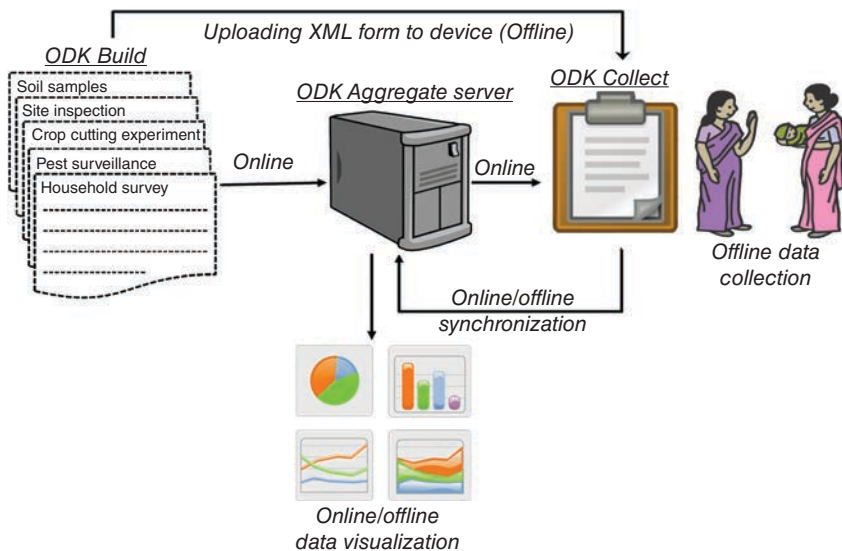 Uploading XML form to device (Offline)
ODK Build
Soil samples
Site inspection
Crop cutting experiment
Pest surveillance
Household survey
Online
ODK Aggregate server
Online
ODK Collect
Offline data
collection
Online/offline
synchronization
Online/offline
data visualization